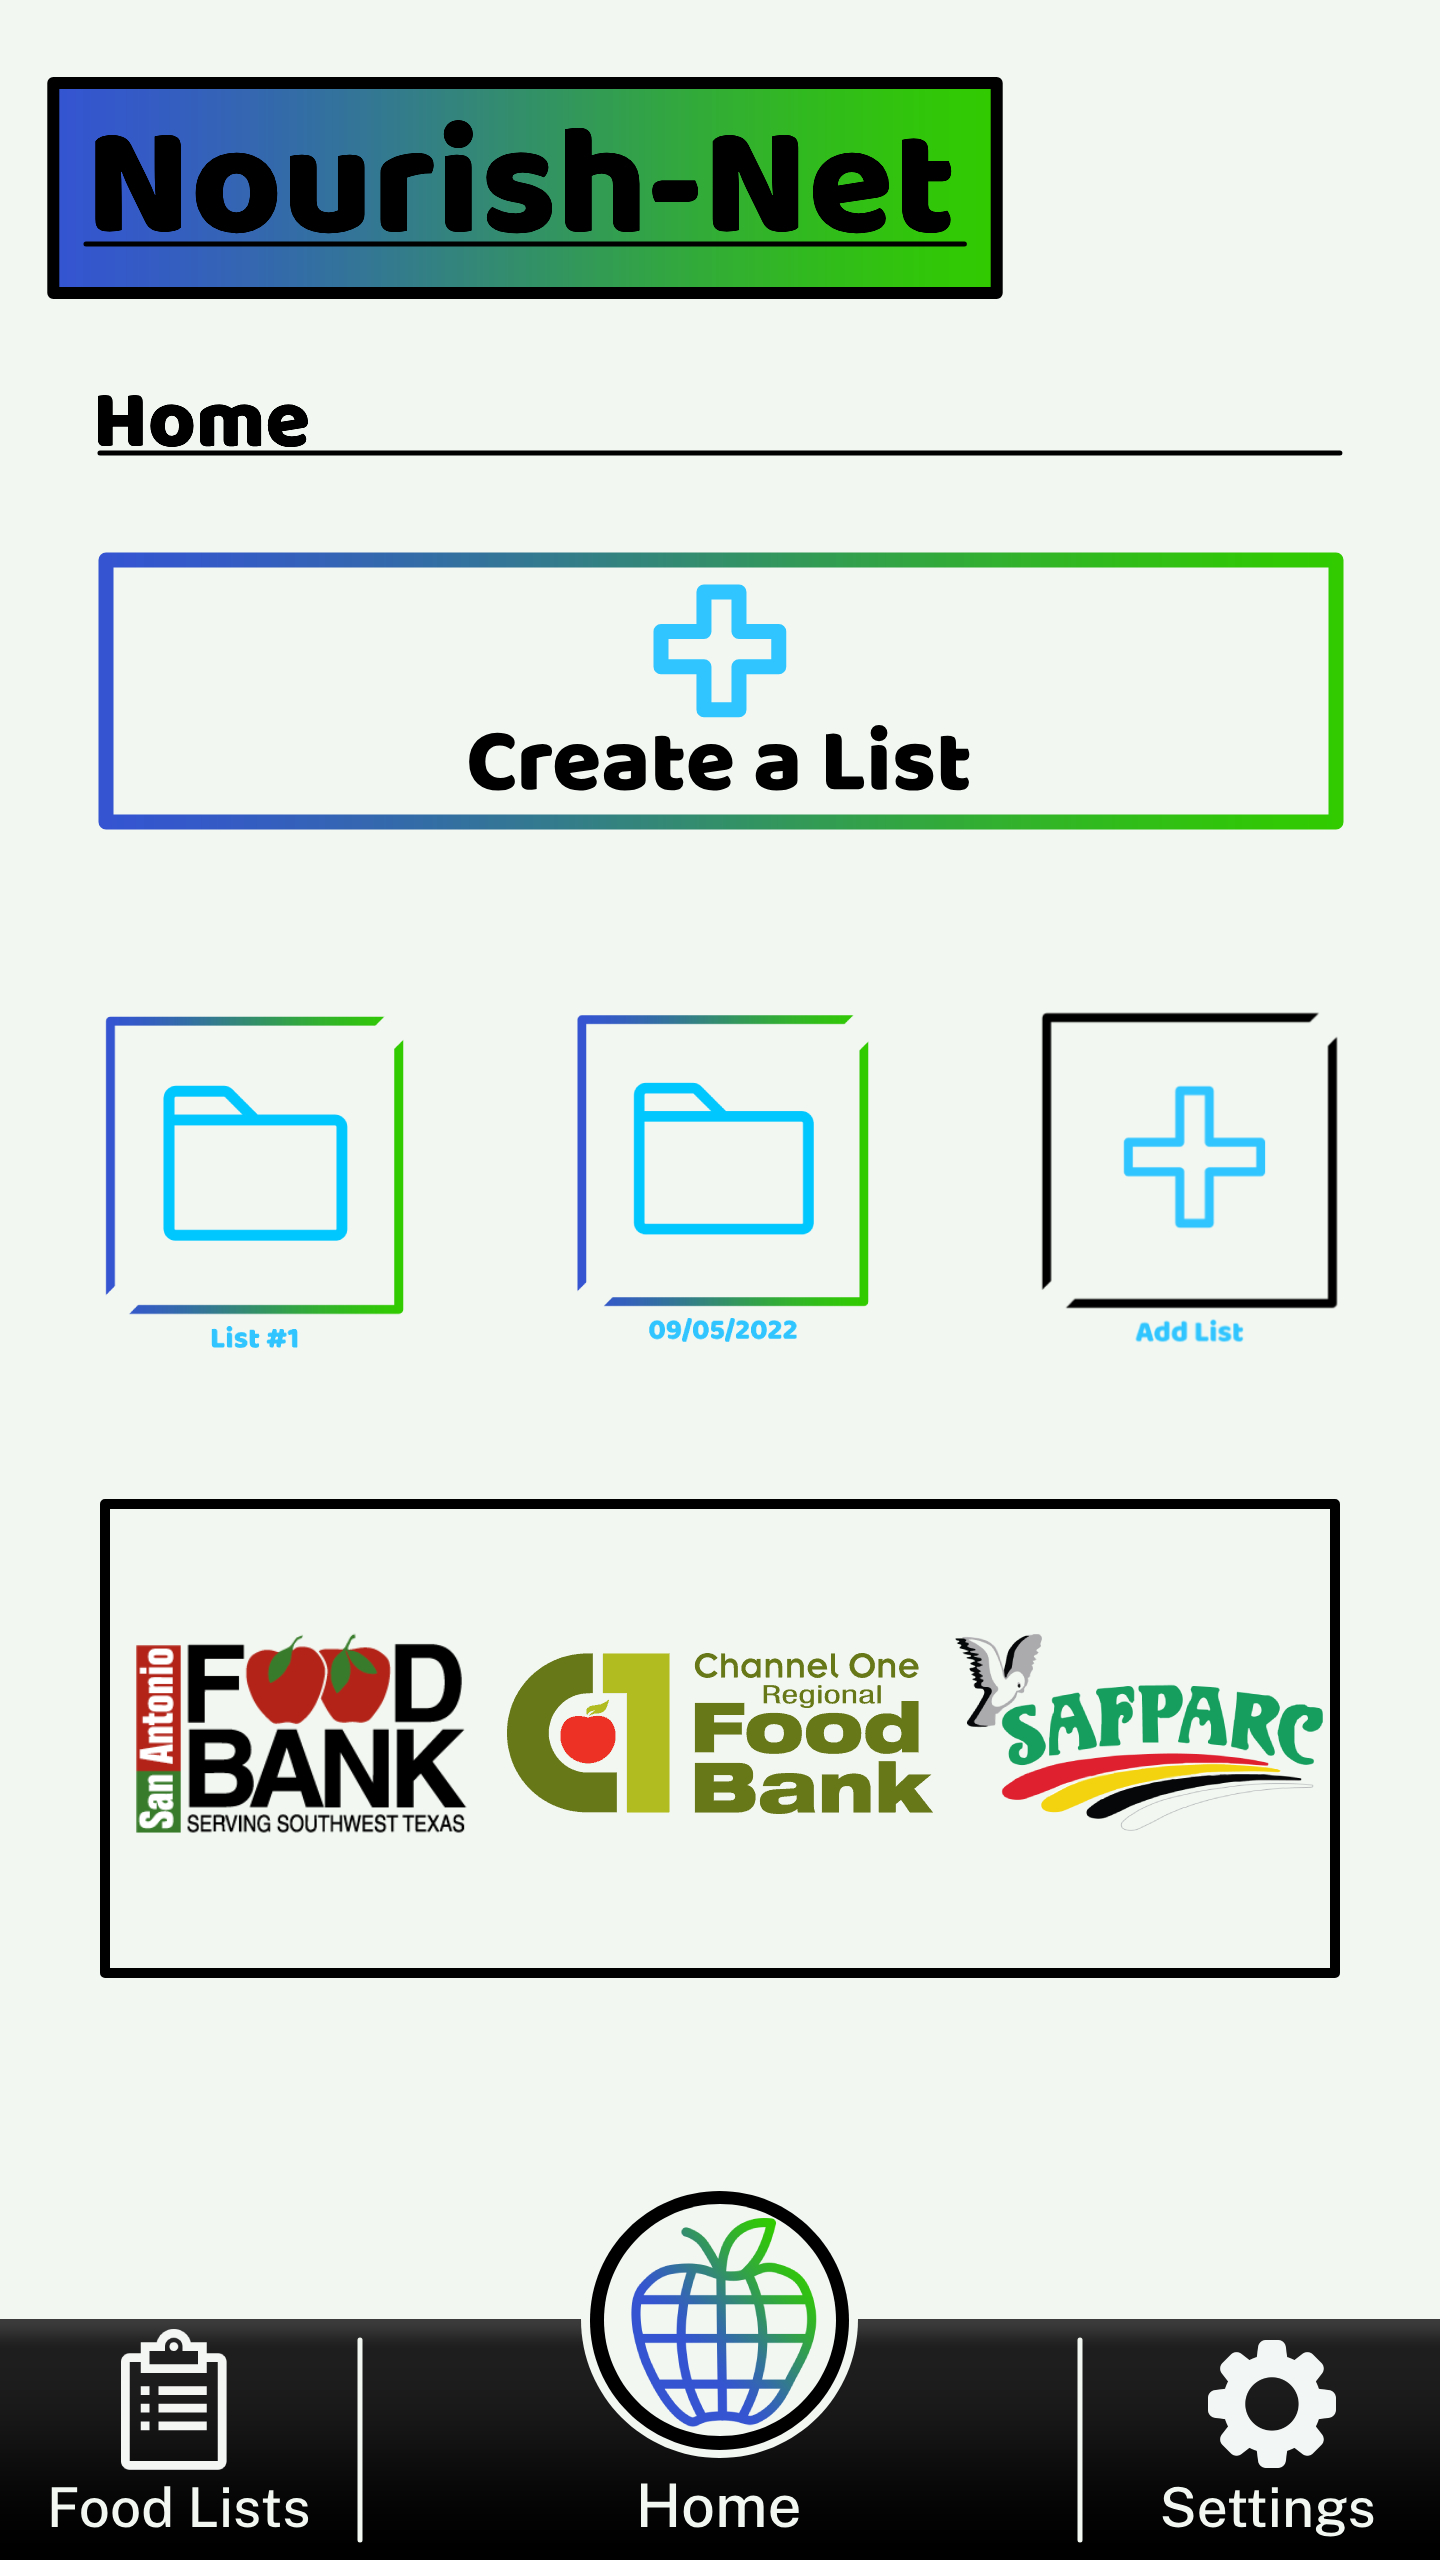 Nourish-Net
Home
Create a List
List #1
09/05/2022
Add List
San Antonio
FOOD
BANK
SERVING SOUTHWEST TEXAS
C1
Channel One
Regional
Food
Bank
SAFPARC
Food Lists
Home
Settings